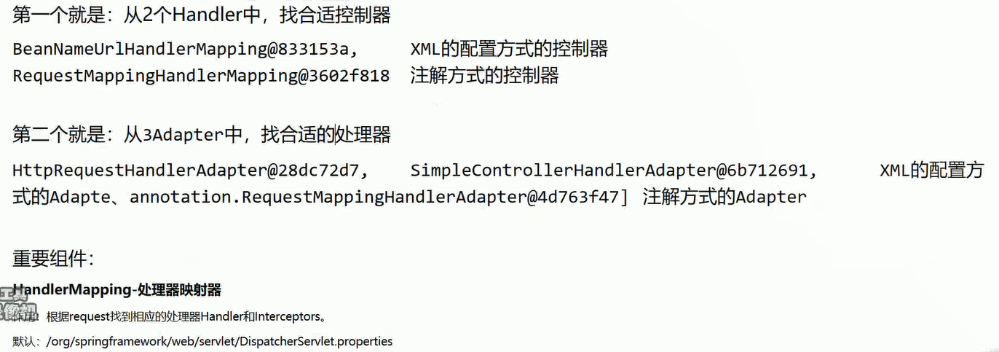 第一个就是：从2个Handler中，找合适控制器
BeanNameUrlHandlerMapping@833153a, XML的配置方式的控制器
RequestMappingHandlerMapping@3602f818 注解方式的控制器
第二个就是：从3Adapter中，找合适的处理器
HttpRequestHandlerAdapter@28dc72d7, SimpleControllerHandlerAdapter@6b712691, XML的配置方
式的Adapte、annotation.RequestMappingHandlerAdapter@4d763f47] 注解方式的Adapter
重要组件：
HandlerMapping-处理器映射器
作用：根据request找到相应的处理器Handler和Interceptors。
默认：/org/springframework/web/servlet/DispatcherServlet.properties